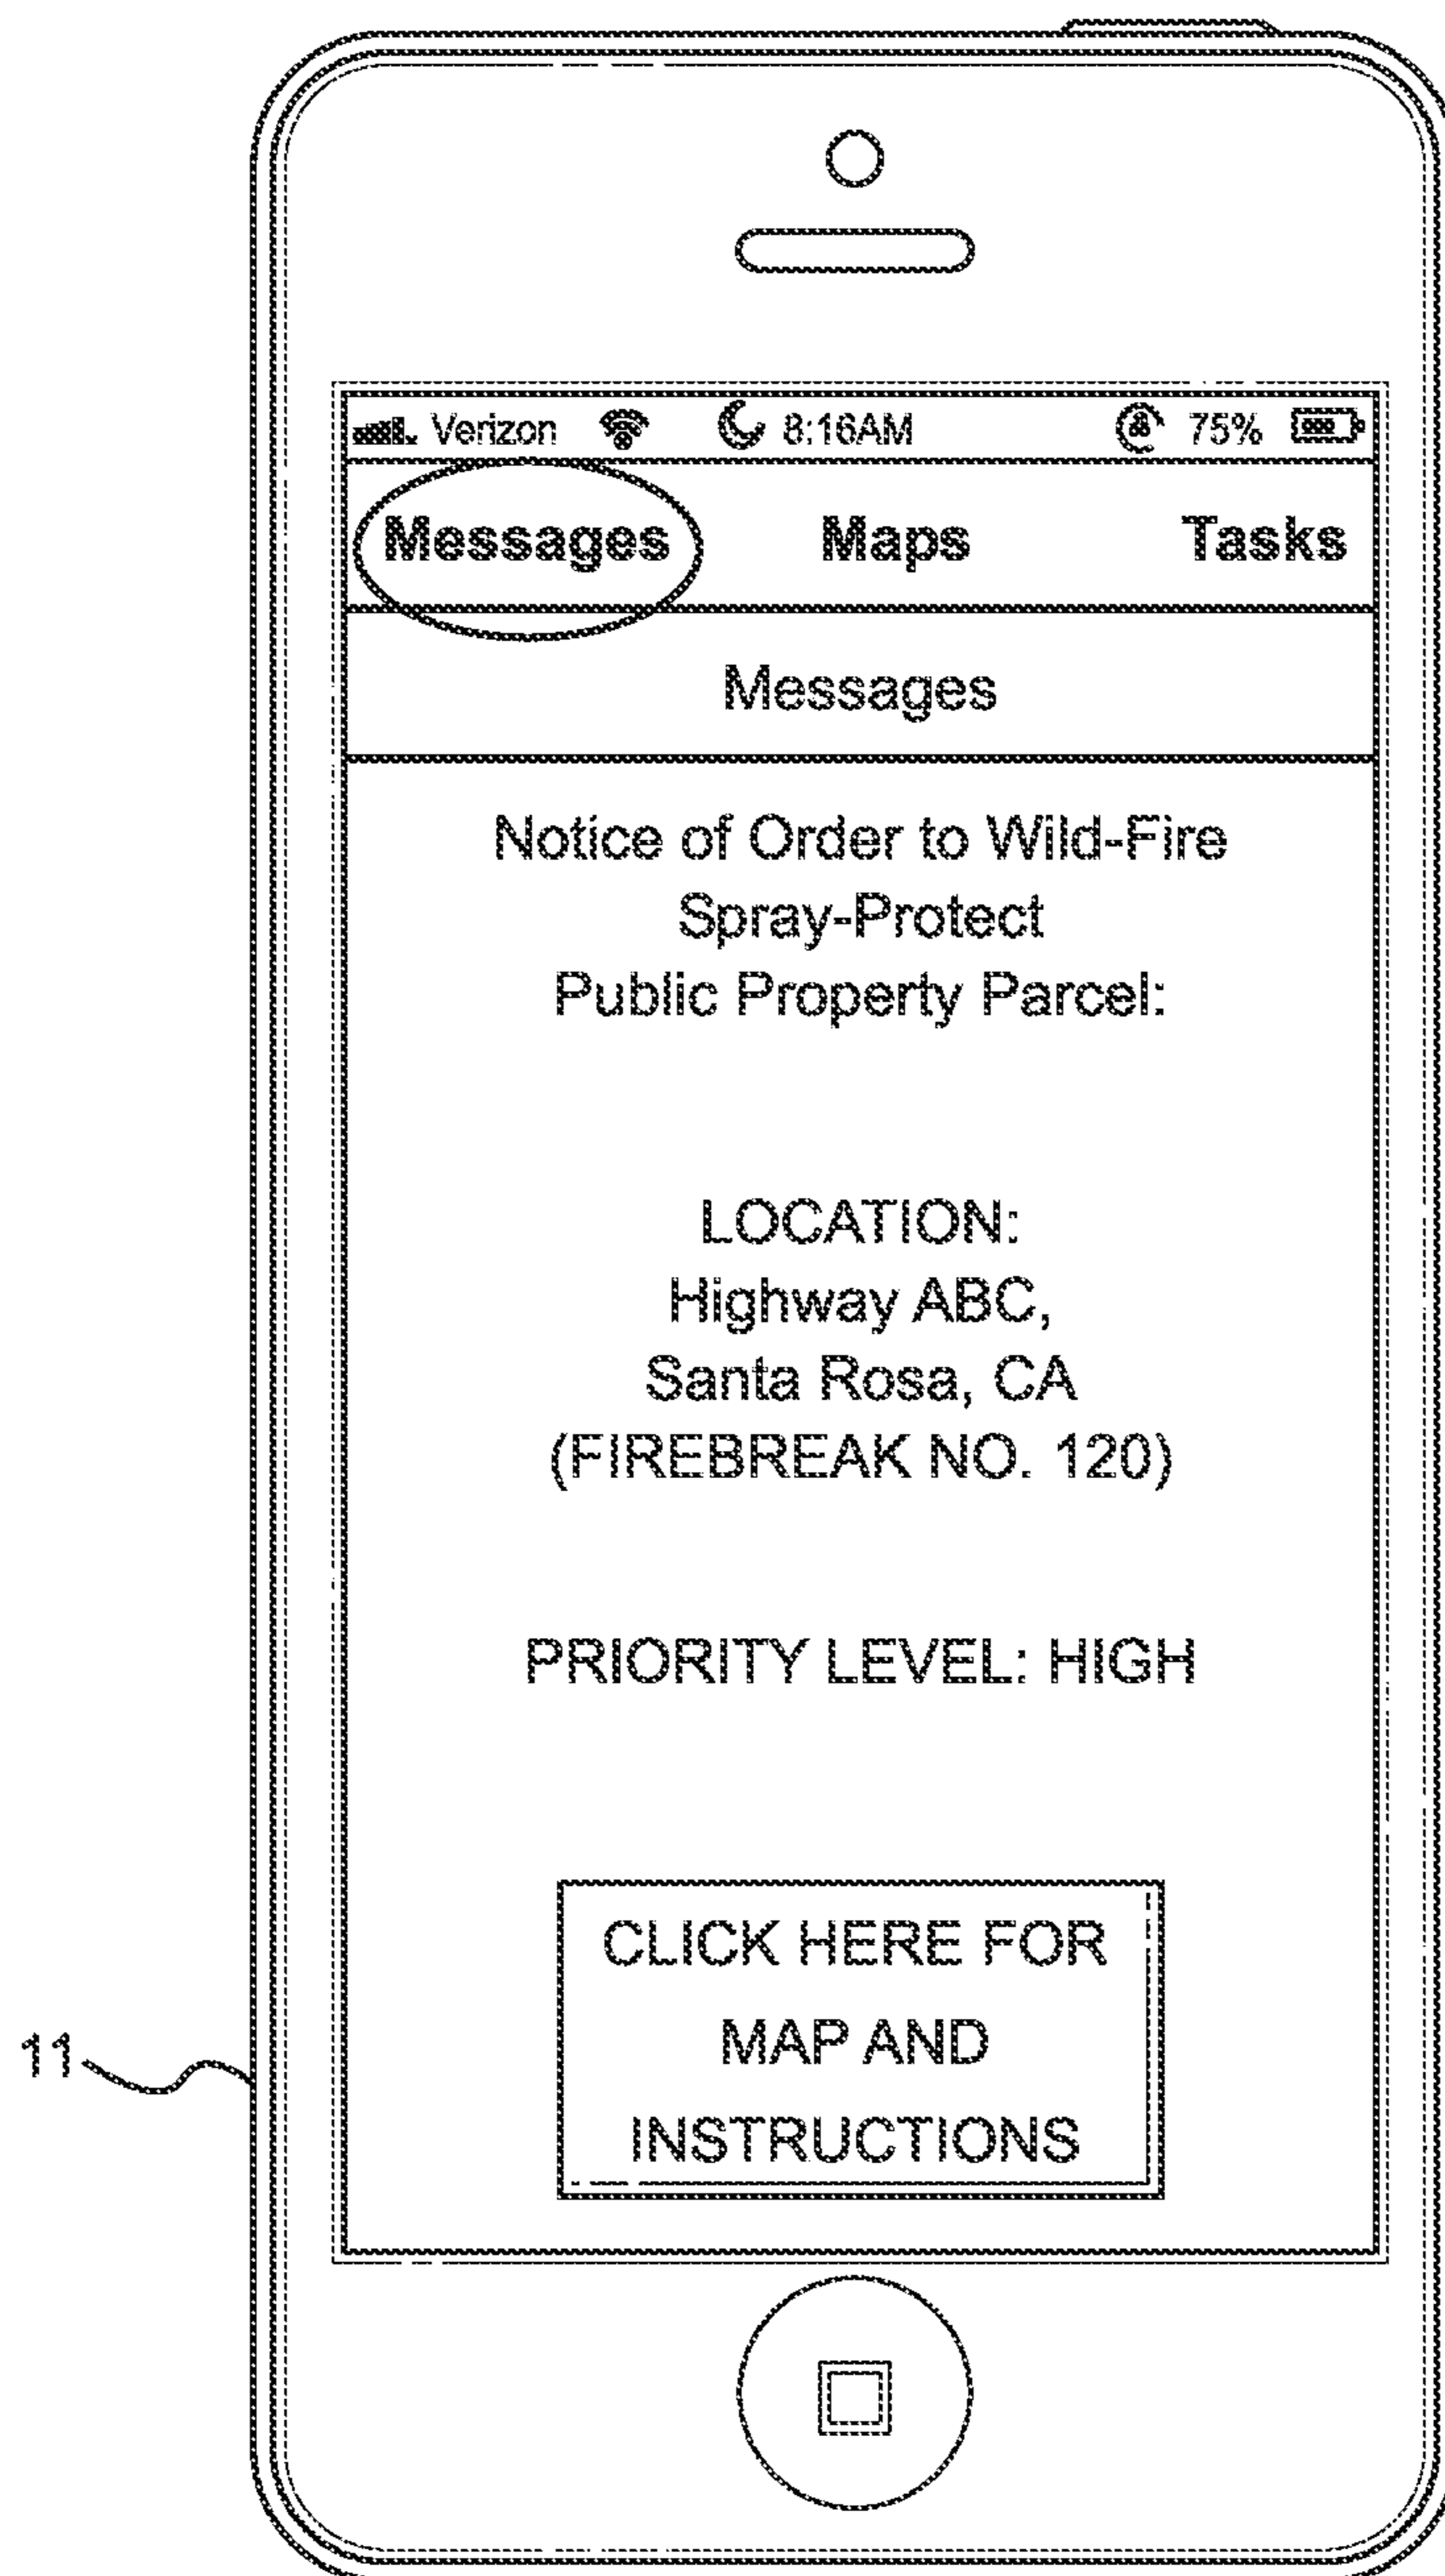 Verizon 8:16AM 75%
Messages Maps Tasks
Messages
Notice of Order to Wild-Fire
Spray-Protect
Public Property Parcel:
LOCATION:
Highway ABC,
Santa Rosa, CA
(FIREBREAK NO. 120)
PRIORITY LEVEL: HIGH
CLICK HERE FOR
MAP AND
INSTRUCTIONS
11